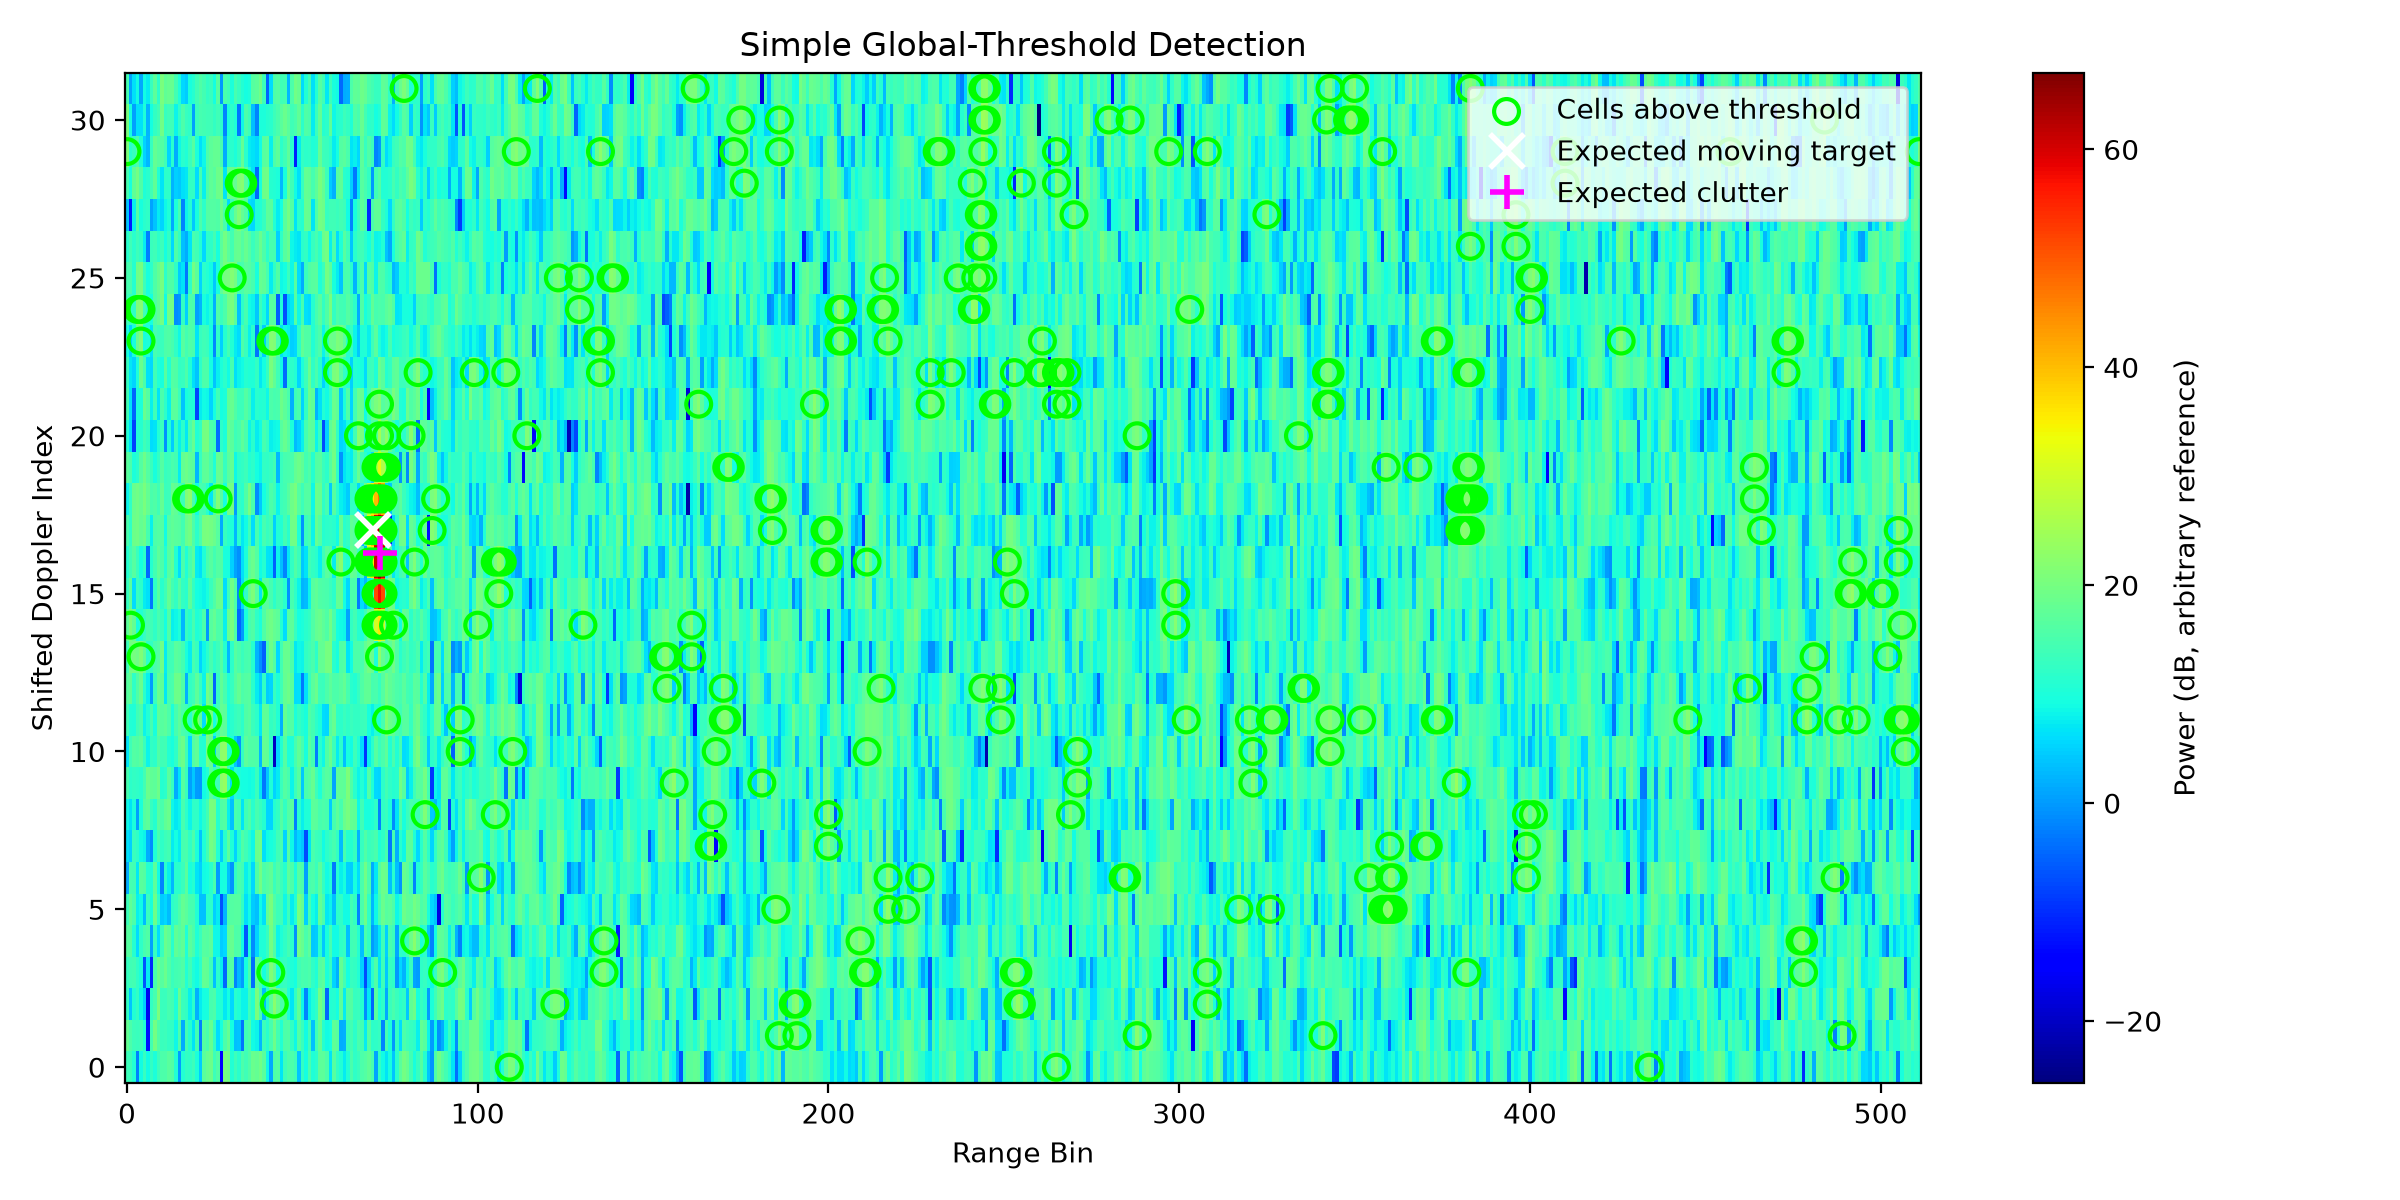 Simple Global-Threshold Detection
Cells above threshold
Expected moving target
Expected clutter
Shifted Doppler Index
30
25
20
15
10
5
0
0 100 200 300 400 500
Range Bin
60
40
20
0
−20
Power (dB, arbitrary reference)